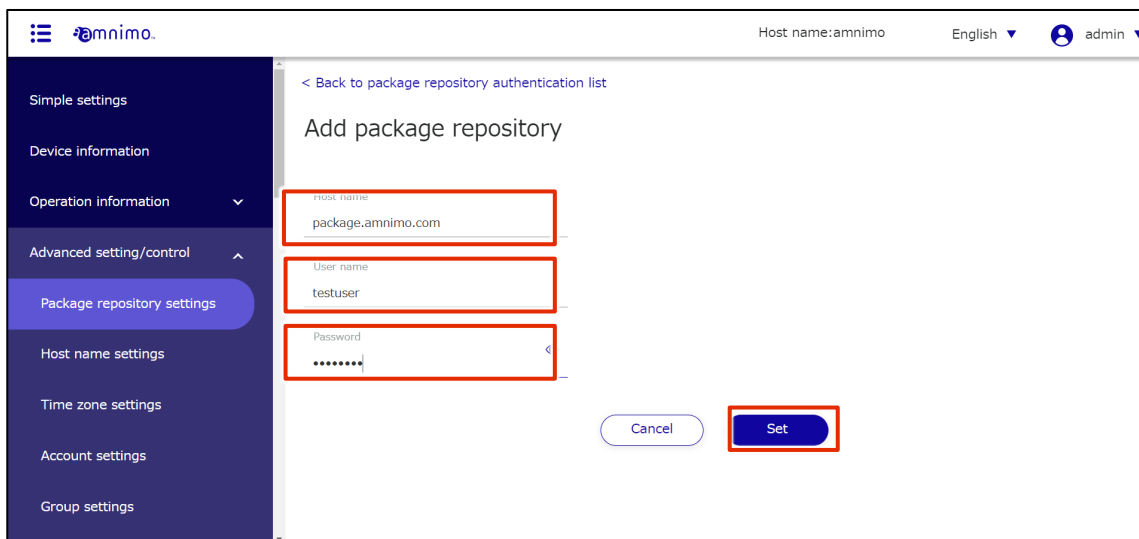 amnimo
Host name:amnimo
English
admin
Simple settings
Device information
Operation information
Advanced setting/control
Package repository settings
Host name settings
Time zone settings
Account settings
Group settings
< Back to package repository authentication list
Add package repository
Host name
package.amnimo.com
User name
testuser
Password
••••••••
Cancel
Set